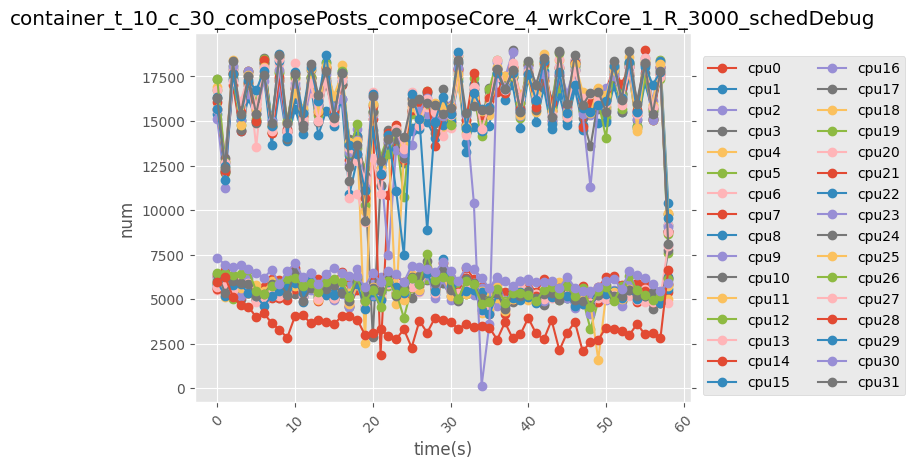 container_t_10_c_30_composePosts_composeCore_4_wrkCore_1_R_3000_schedDebug
num
17500
15000
12500
10000
7500
5000
2500
0
0
10
20
30
40
50
60
time(s)
cpu0
cpu1
cpu2
cpu3
cpu4
cpu5
cpu6
cpu7
cpu8
cpu9
cpu10
cpu11
cpu12
cpu13
cpu14
cpu15
cpu16
cpu17
cpu18
cpu19
cpu20
cpu21
cpu22
cpu23
cpu24
cpu25
cpu26
cpu27
cpu28
cpu29
cpu30
cpu31